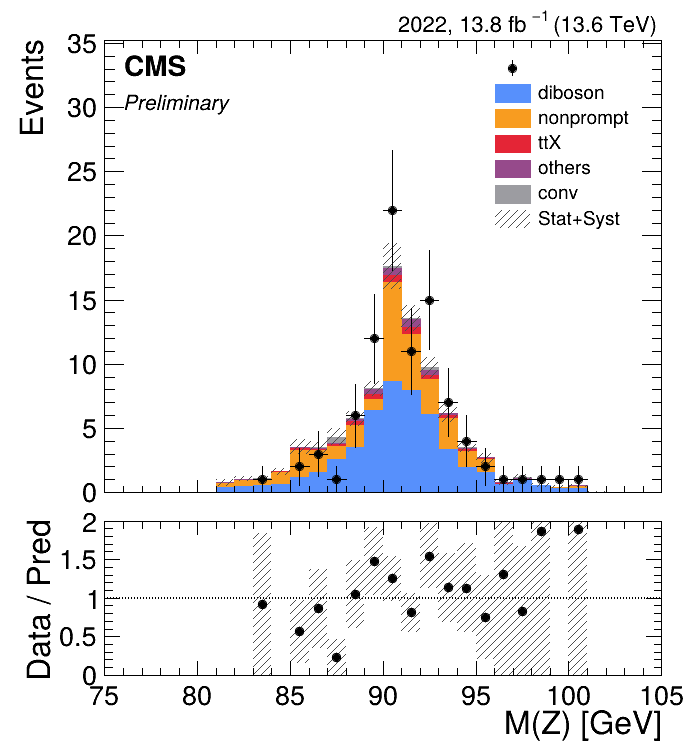 2022, 13.8 fb⁻¹ (13.6 TeV)
Events
35
30
25
20
15
10
5
0
CMS
Preliminary
diboson
nonprompt
ttX
others
conv
Stat+Syst
Data / Pred
2
1.5
1
0.5
0
75 80 85 90 95 100 105
M(Z) [GeV]